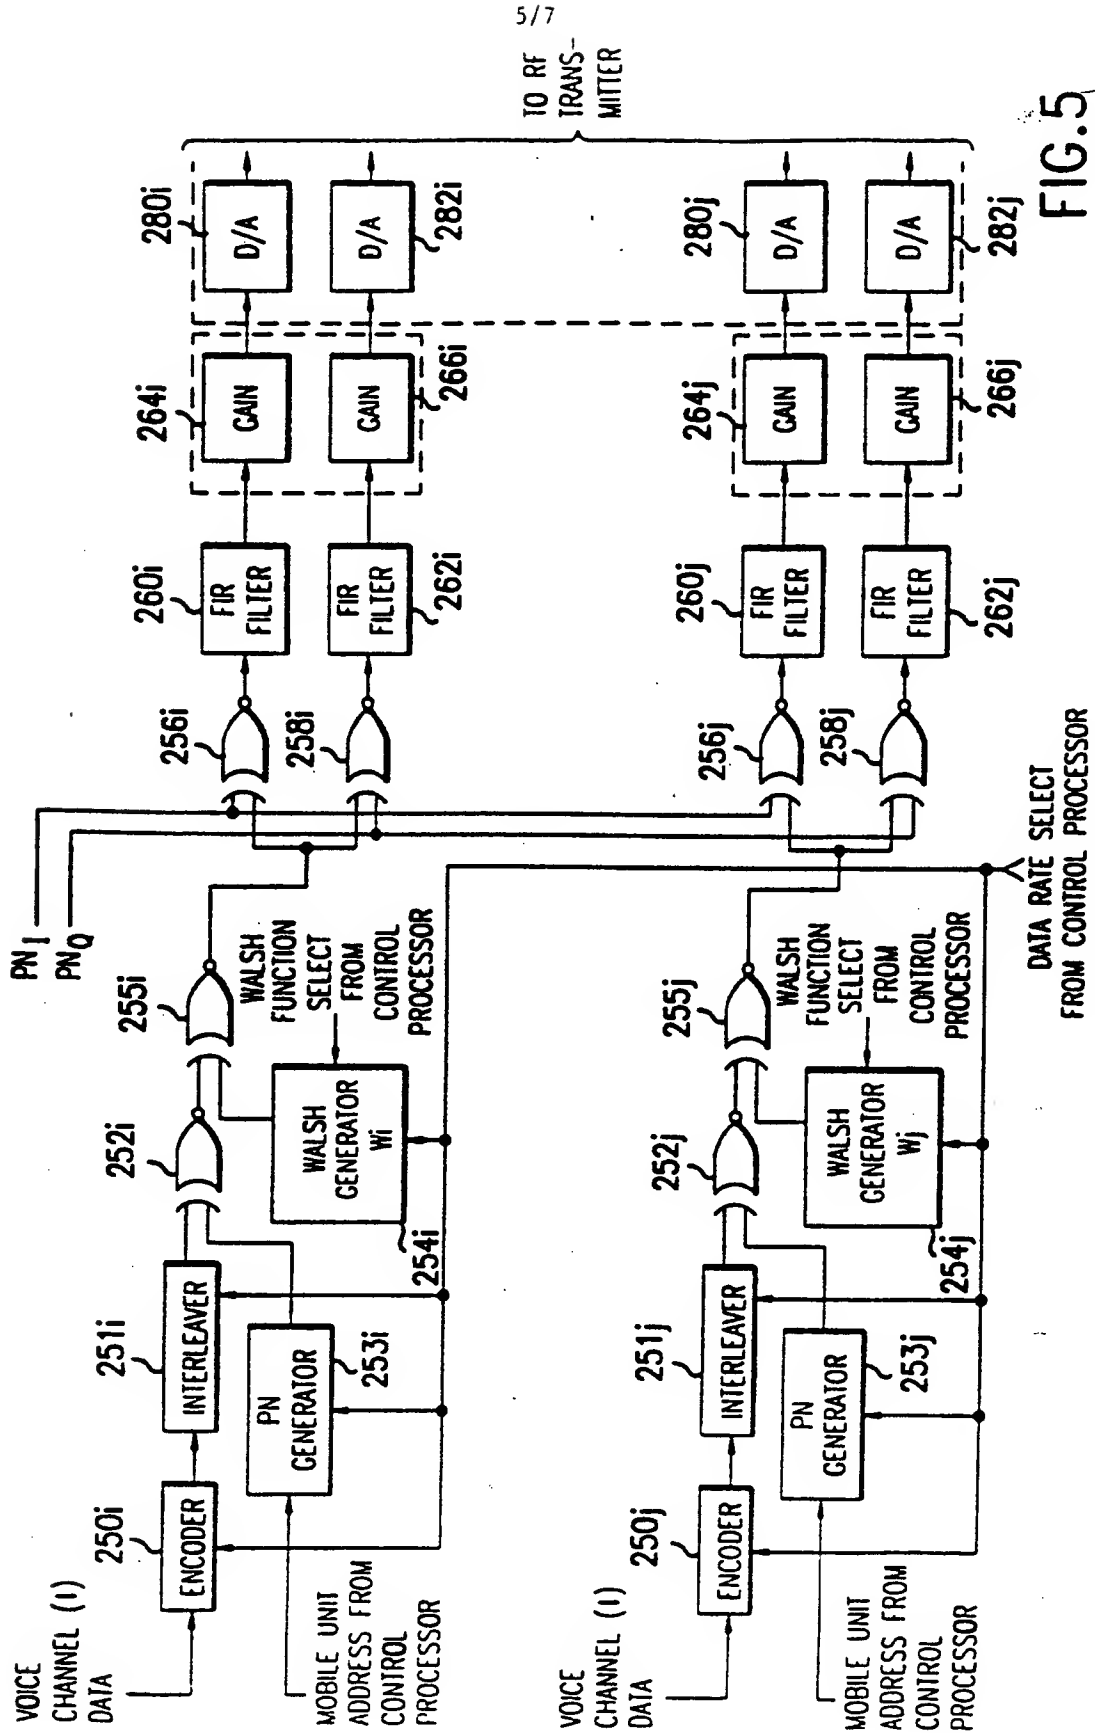 5/7
VOICE
CHANNEL (I)
DATA
250i
ENCODER
251i
INTERLEAVER
252i
255i
PN I
PN Q
256i
258i
260i
FIR
FILTER
262i
FIR
FILTER
264i
GAIN
266i
GAIN
280i
D/A
282i
D/A
TO RF
TRANS-
MITTER
MOBILE UNIT
ADDRESS FROM
CONTROL
PROCESSOR
PN
GENERATOR
253i
WALSH
GENERATOR
Wi
254i
WALSH
FUNCTION
SELECT
FROM
CONTROL
PROCESSOR
VOICE
CHANNEL (I)
DATA
250j
ENCODER
251j
INTERLEAVER
252j
255j
256j
258j
260j
FIR
FILTER
262j
FIR
FILTER
264j
GAIN
266j
GAIN
280j
D/A
282j
D/A
MOBILE UNIT
ADDRESS FROM
CONTROL
PROCESSOR
PN
GENERATOR
253j
WALSH
GENERATOR
Wj
254j
WALSH
FUNCTION
SELECT
FROM
CONTROL
PROCESSOR
DATA RATE SELECT
FROM CONTROL PROCESSOR
FIG.5